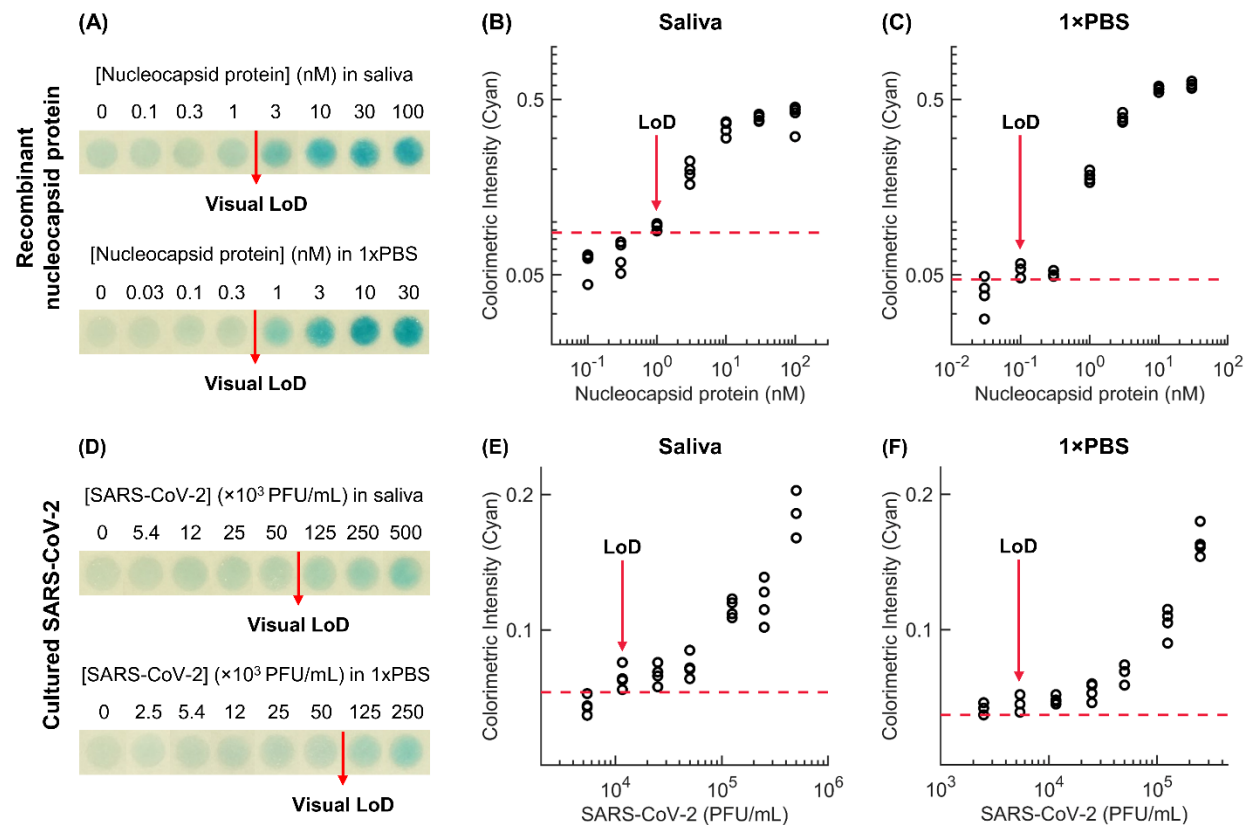 (A)
Recombinant
nucleocapsid protein
[Nucleocapsid protein] (nM) in saliva
0 0.1 0.3 1 3 10 30 100
Visual LoD
[Nucleocapsid protein] (nM) in 1xPBS
0 0.03 0.1 0.3 1 3 10 30
Visual LoD
(B)
Saliva
Colorimetric Intensity (Cyan)
0.5
0.05
LoD
10⁻¹ 10⁰ 10¹ 10²
Nucleocapsid protein (nM)
(C)
1×PBS
Colorimetric Intensity (Cyan)
0.5
0.05
LoD
10⁻² 10⁻¹ 10⁰ 10¹ 10²
Nucleocapsid protein (nM)
(D)
Cultured SARS-CoV-2
[SARS-CoV-2] (×10³ PFU/mL) in saliva
0 5.4 12 25 50 125 250 500
Visual LoD
[SARS-CoV-2] (×10³ PFU/mL) in 1xPBS
0 2.5 5.4 12 25 50 125 250
Visual LoD
(E)
Saliva
Colorimetric Intensity (Cyan)
0.2
0.1
LoD
10⁴ 10⁵ 10⁶
SARS-CoV-2 (PFU/mL)
(F)
1×PBS
Colorimetric Intensity (Cyan)
0.2
0.1
LoD
10³ 10⁴ 10⁵
SARS-CoV-2 (PFU/mL)